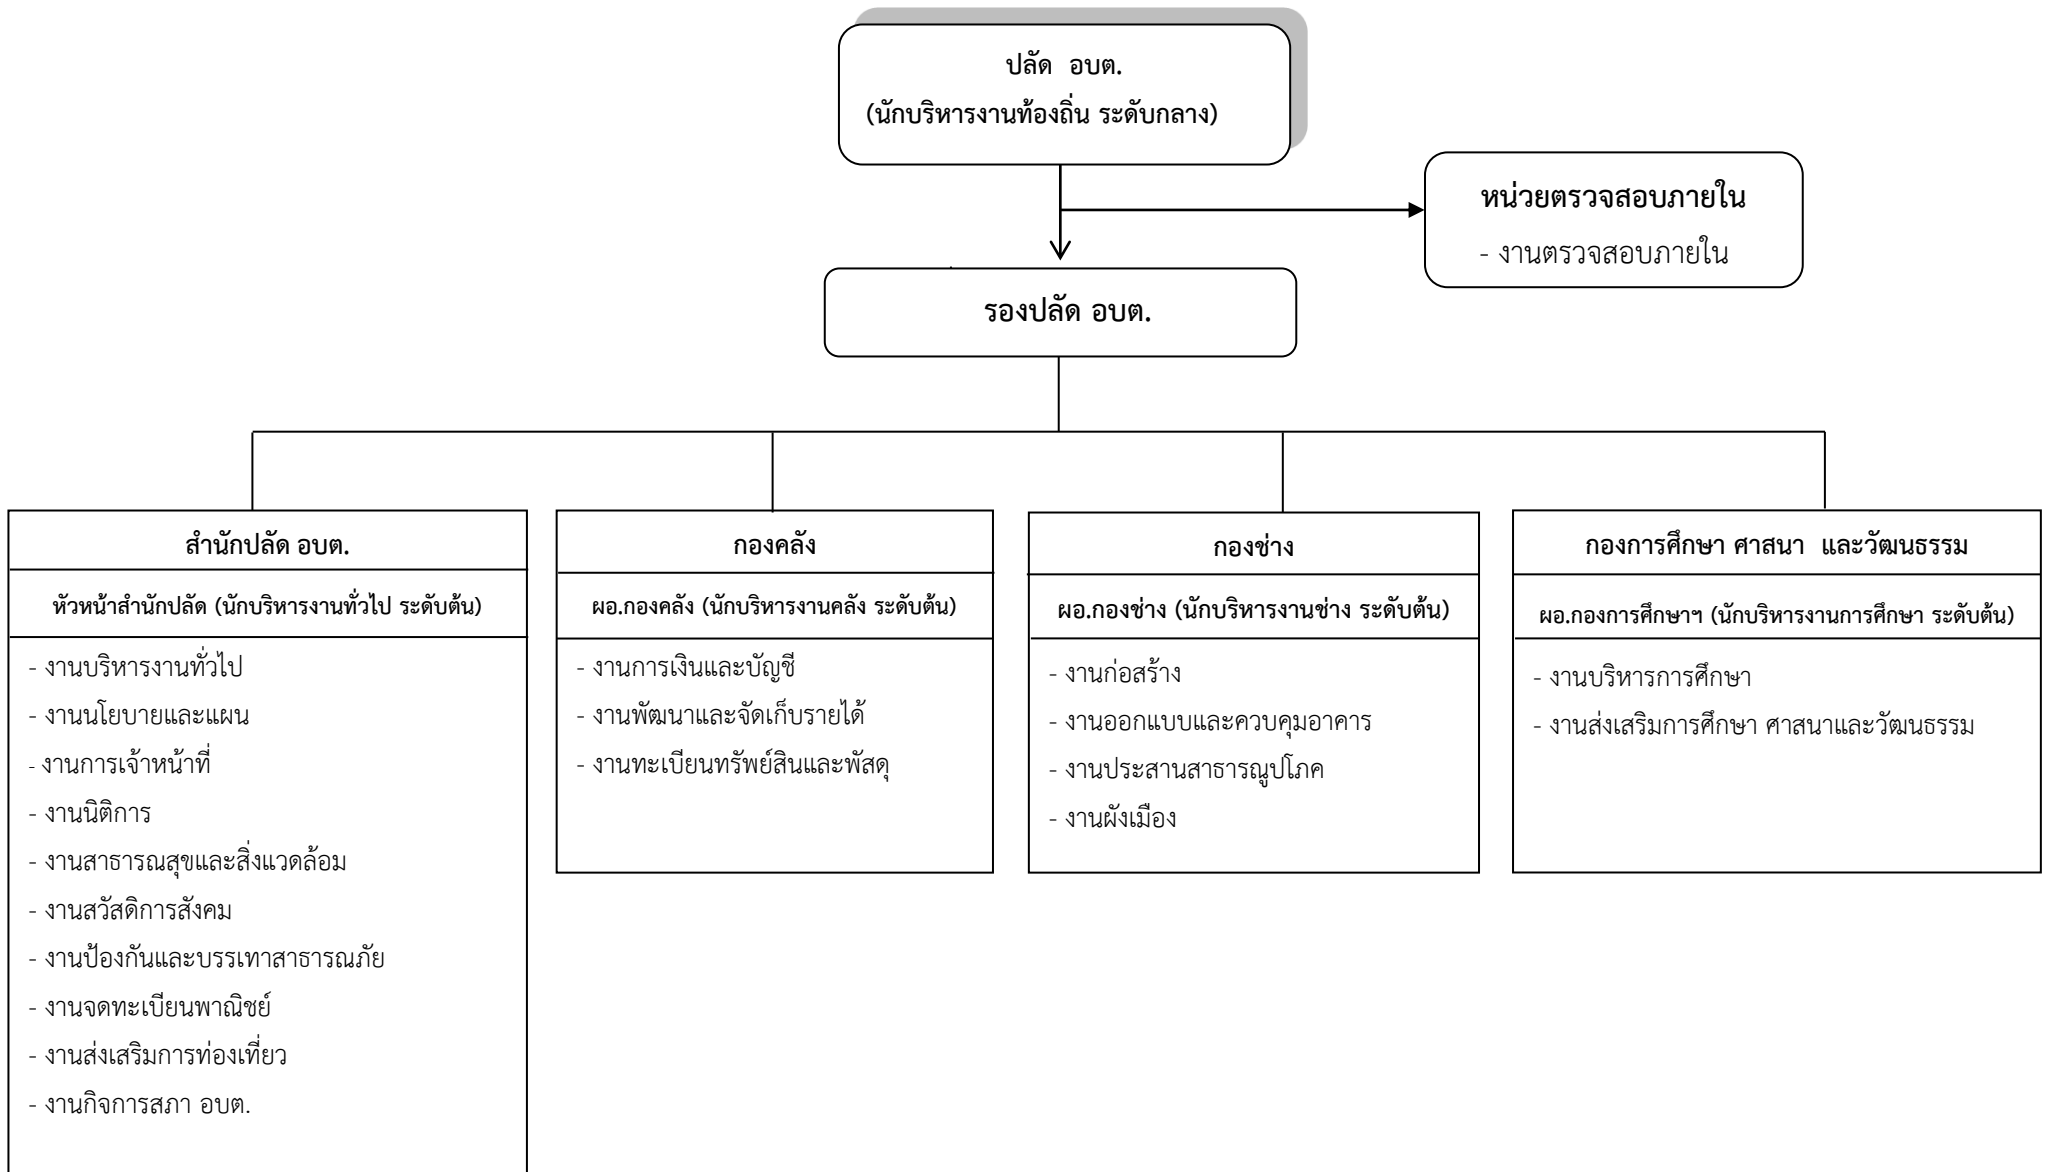 ปลัด  อบต.
(นักบริหารงานท้องถิ่น ระดับกลาง)
หน่วยตรวจสอบภายใน
- งานตรวจสอบภายใน
รองปลัด อบต.
สำนักปลัด อบต.
หัวหน้าสำนักปลัด (นักบริหารงานทั่วไป ระดับต้น)
- งานบริหารงานทั่วไป
- งานนโยบายและแผน
- งานการเจ้าหน้าที่
- งานนิติการ
- งานสาธารณสุขและสิ่งแวดล้อม
- งานสวัสดิการสังคม
- งานป้องกันและบรรเทาสาธารณภัย
- งานจดทะเบียนพาณิชย์
- งานส่งเสริมการท่องเที่ยว
- งานกิจการสภา อบต.
กองคลัง
ผอ.กองคลัง (นักบริหารงานคลัง ระดับต้น)
- งานการเงินและบัญชี
- งานพัฒนาและจัดเก็บรายได้
- งานทะเบียนทรัพย์สินและพัสดุ
กองช่าง
ผอ.กองช่าง (นักบริหารงานช่าง ระดับต้น)
- งานก่อสร้าง
- งานออกแบบและควบคุมอาคาร
- งานประสานสาธารณูปโภค
- งานผังเมือง
กองการศึกษา ศาสนา  และวัฒนธรรม
ผอ.กองการศึกษาฯ (นักบริหารงานการศึกษา ระดับต้น)
- งานบริหารการศึกษา
- งานส่งเสริมการศึกษา ศาสนาและวัฒนธรรม